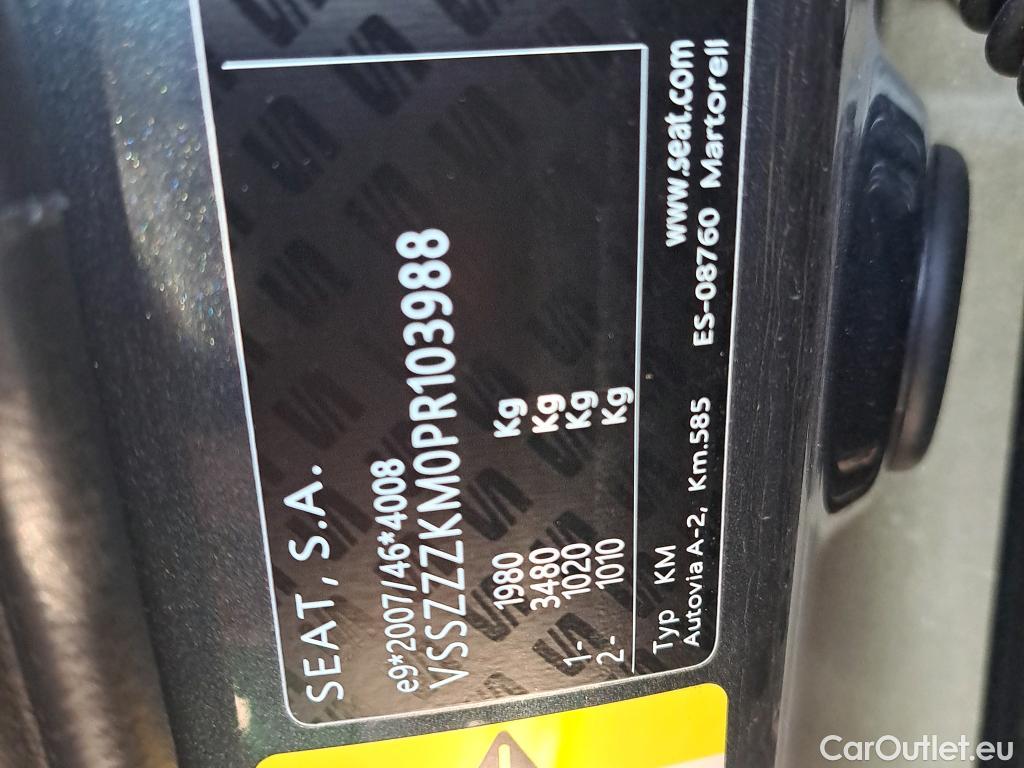 SEAT, S.A.
e9*2007/46*4008
VSSZZZKM0PR103988
1980 Kg
3480 Kg
1- 1020 Kg
2- 1010 Kg
Typ KM www.seat.com
Autovia A-2, Km.585 ES-08760 Martorell
CarOutlet.eu